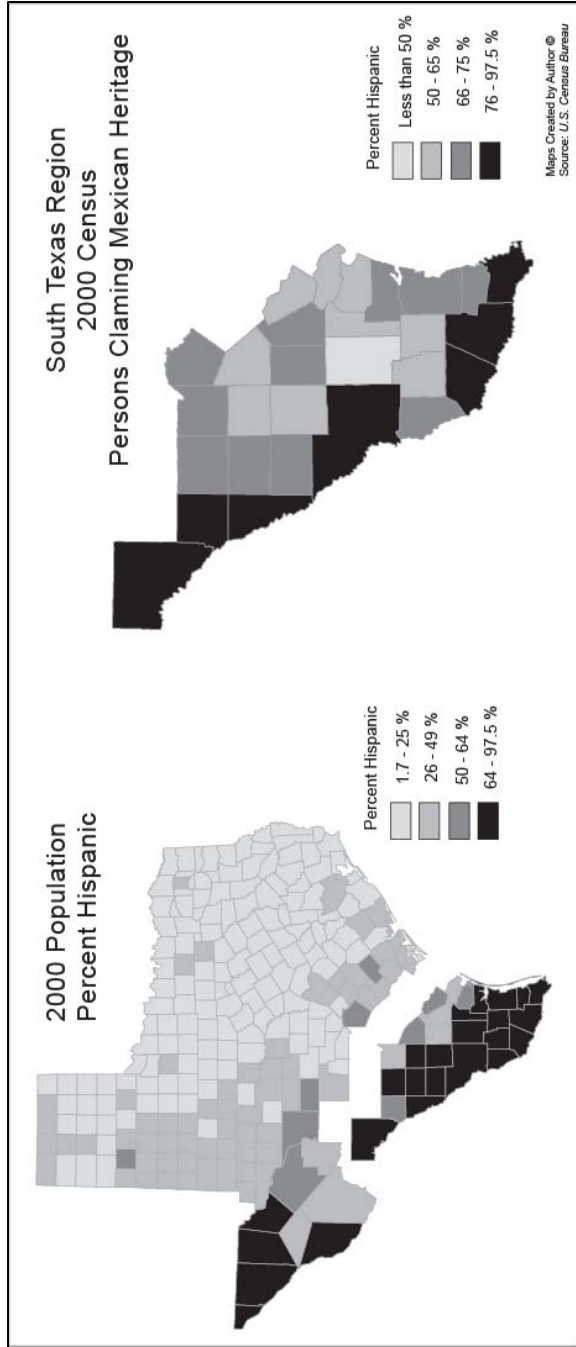 2000 Population
Percent Hispanic
Percent Hispanic
1.7 - 25 %
26 - 49 %
50 - 64 %
64 - 97.5 %
South Texas Region
2000 Census
Persons Claming Mexican Heritage
Percent Hispanic
Less than 50 %
50 - 65 %
66 - 75 %
76 - 97.5 %
Maps Created by Author ©
Source: U.S. Census Bureau